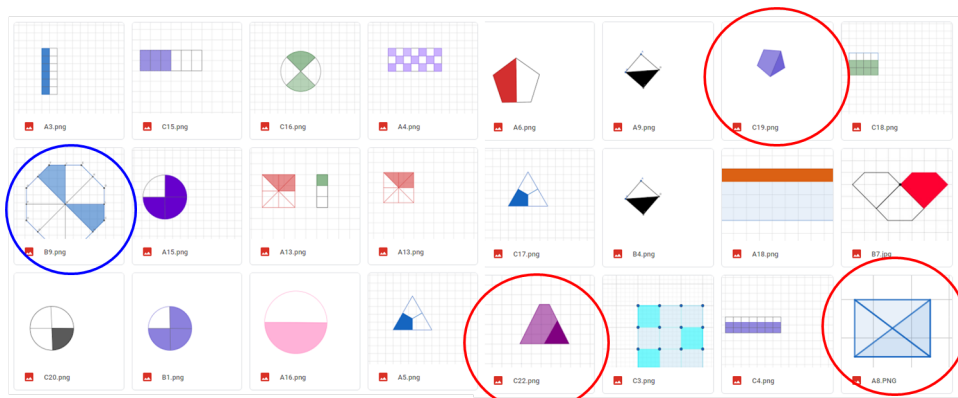 A3.png
C15.png
C16.png
A4.png
A6.png
A9.png
C19.png
C18.png
B9.png
A15.png
A13.png
A13.png
C17.png
B4.png
A18.png
B7.jpg
C20.png
B1.png
A16.png
A5.png
C22.png
C3.png
C4.png
A8.PNG